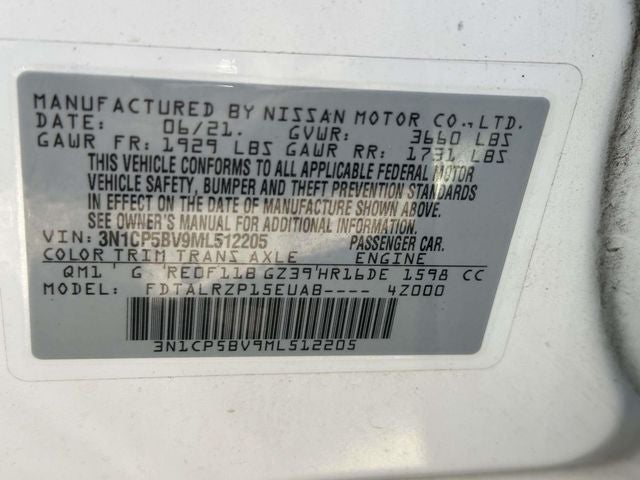 MANUFACTURED BY NISSAN MOTOR CO., LTD.
DATE: 06/21. GVWR: 3660 LBS
GAWR FR: 1929 LBS GAWR RR: 1731 LBS
THIS VEHICLE CONFORMS TO ALL APPLICABLE FEDERAL MOTOR
VEHICLE SAFETY, BUMPER AND THEFT PREVENTION STANDARDS
IN EFFECT ON THE DATE OF MANUFACTURE SHOWN ABOVE.
SEE OWNER'S MANUAL FOR ADDITIONAL INFORMATION.
VIN: 3N1CP5BV9ML512205 PASSENGER CAR.
COLOR TRIM TRANS AXLE ENGINE
QM1 ' G 'RE0F11B GZ39'HR16DE 1598 CC
FDTALRZP15EUAB---- 4Z000
3N1CP5BV9ML512205